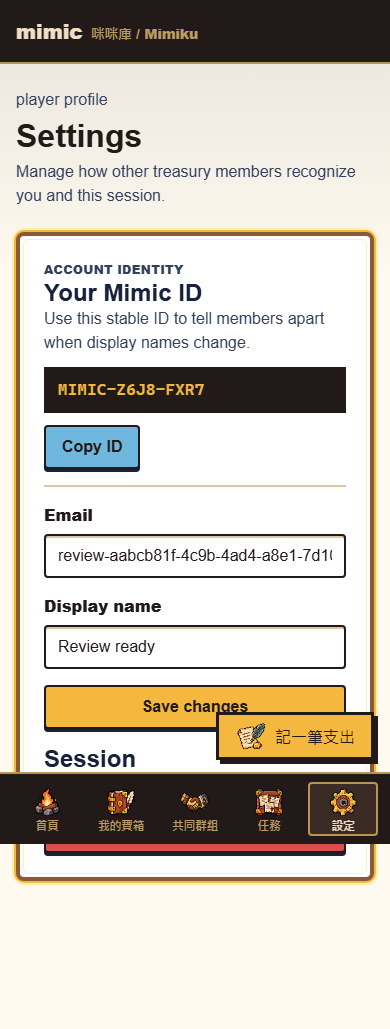 mimic 咪咪庫 / Mimiku
player profile
Settings
Manage how other treasury members recognize
you and this session.
ACCOUNT IDENTITY
Your Mimic ID
Use this stable ID to tell members apart
when display names change.
MIMIC-Z6J8-FXR7
Copy ID
Email
review-aabcb81f-4c9b-4ad4-a8e1-7d1
Display name
Review ready
Save changes
記一筆支出
Session
首頁 我的寶箱 共同群組 任務 設定